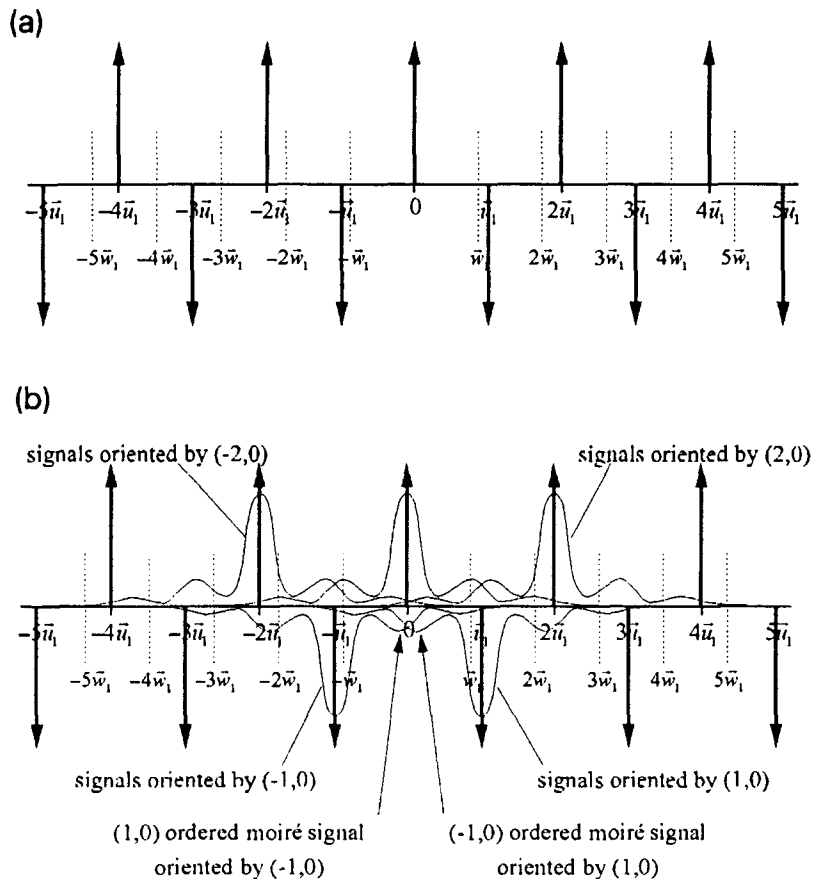 (a)
-5u⃗₁ -4u⃗₁ -3u⃗₁ -2u⃗₁ -u⃗₁ 0 u⃗₁ 2u⃗₁ 3u⃗₁ 4u⃗₁ 5u⃗₁
-5w⃗₁ -4w⃗₁ -3w⃗₁ -2w⃗₁ -w⃗₁ w⃗₁ 2w⃗₁ 3w⃗₁ 4w⃗₁ 5w⃗₁
(b)
signals oriented by (-2,0) signals oriented by (2,0)
-5u⃗₁ -4u⃗₁ -3u⃗₁ -2u⃗₁ -u⃗₁ 0 u⃗₁ 2u⃗₁ 3u⃗₁ 4u⃗₁ 5u⃗₁
-5w⃗₁ -4w⃗₁ -3w⃗₁ -2w⃗₁ -w⃗₁ w⃗₁ 2w⃗₁ 3w⃗₁ 4w⃗₁ 5w⃗₁
signals oriented by (-1,0) signals oriented by (1,0)
(1,0) ordered moiré signal (-1,0) ordered moiré signal
oriented by (-1,0) oriented by (1,0)